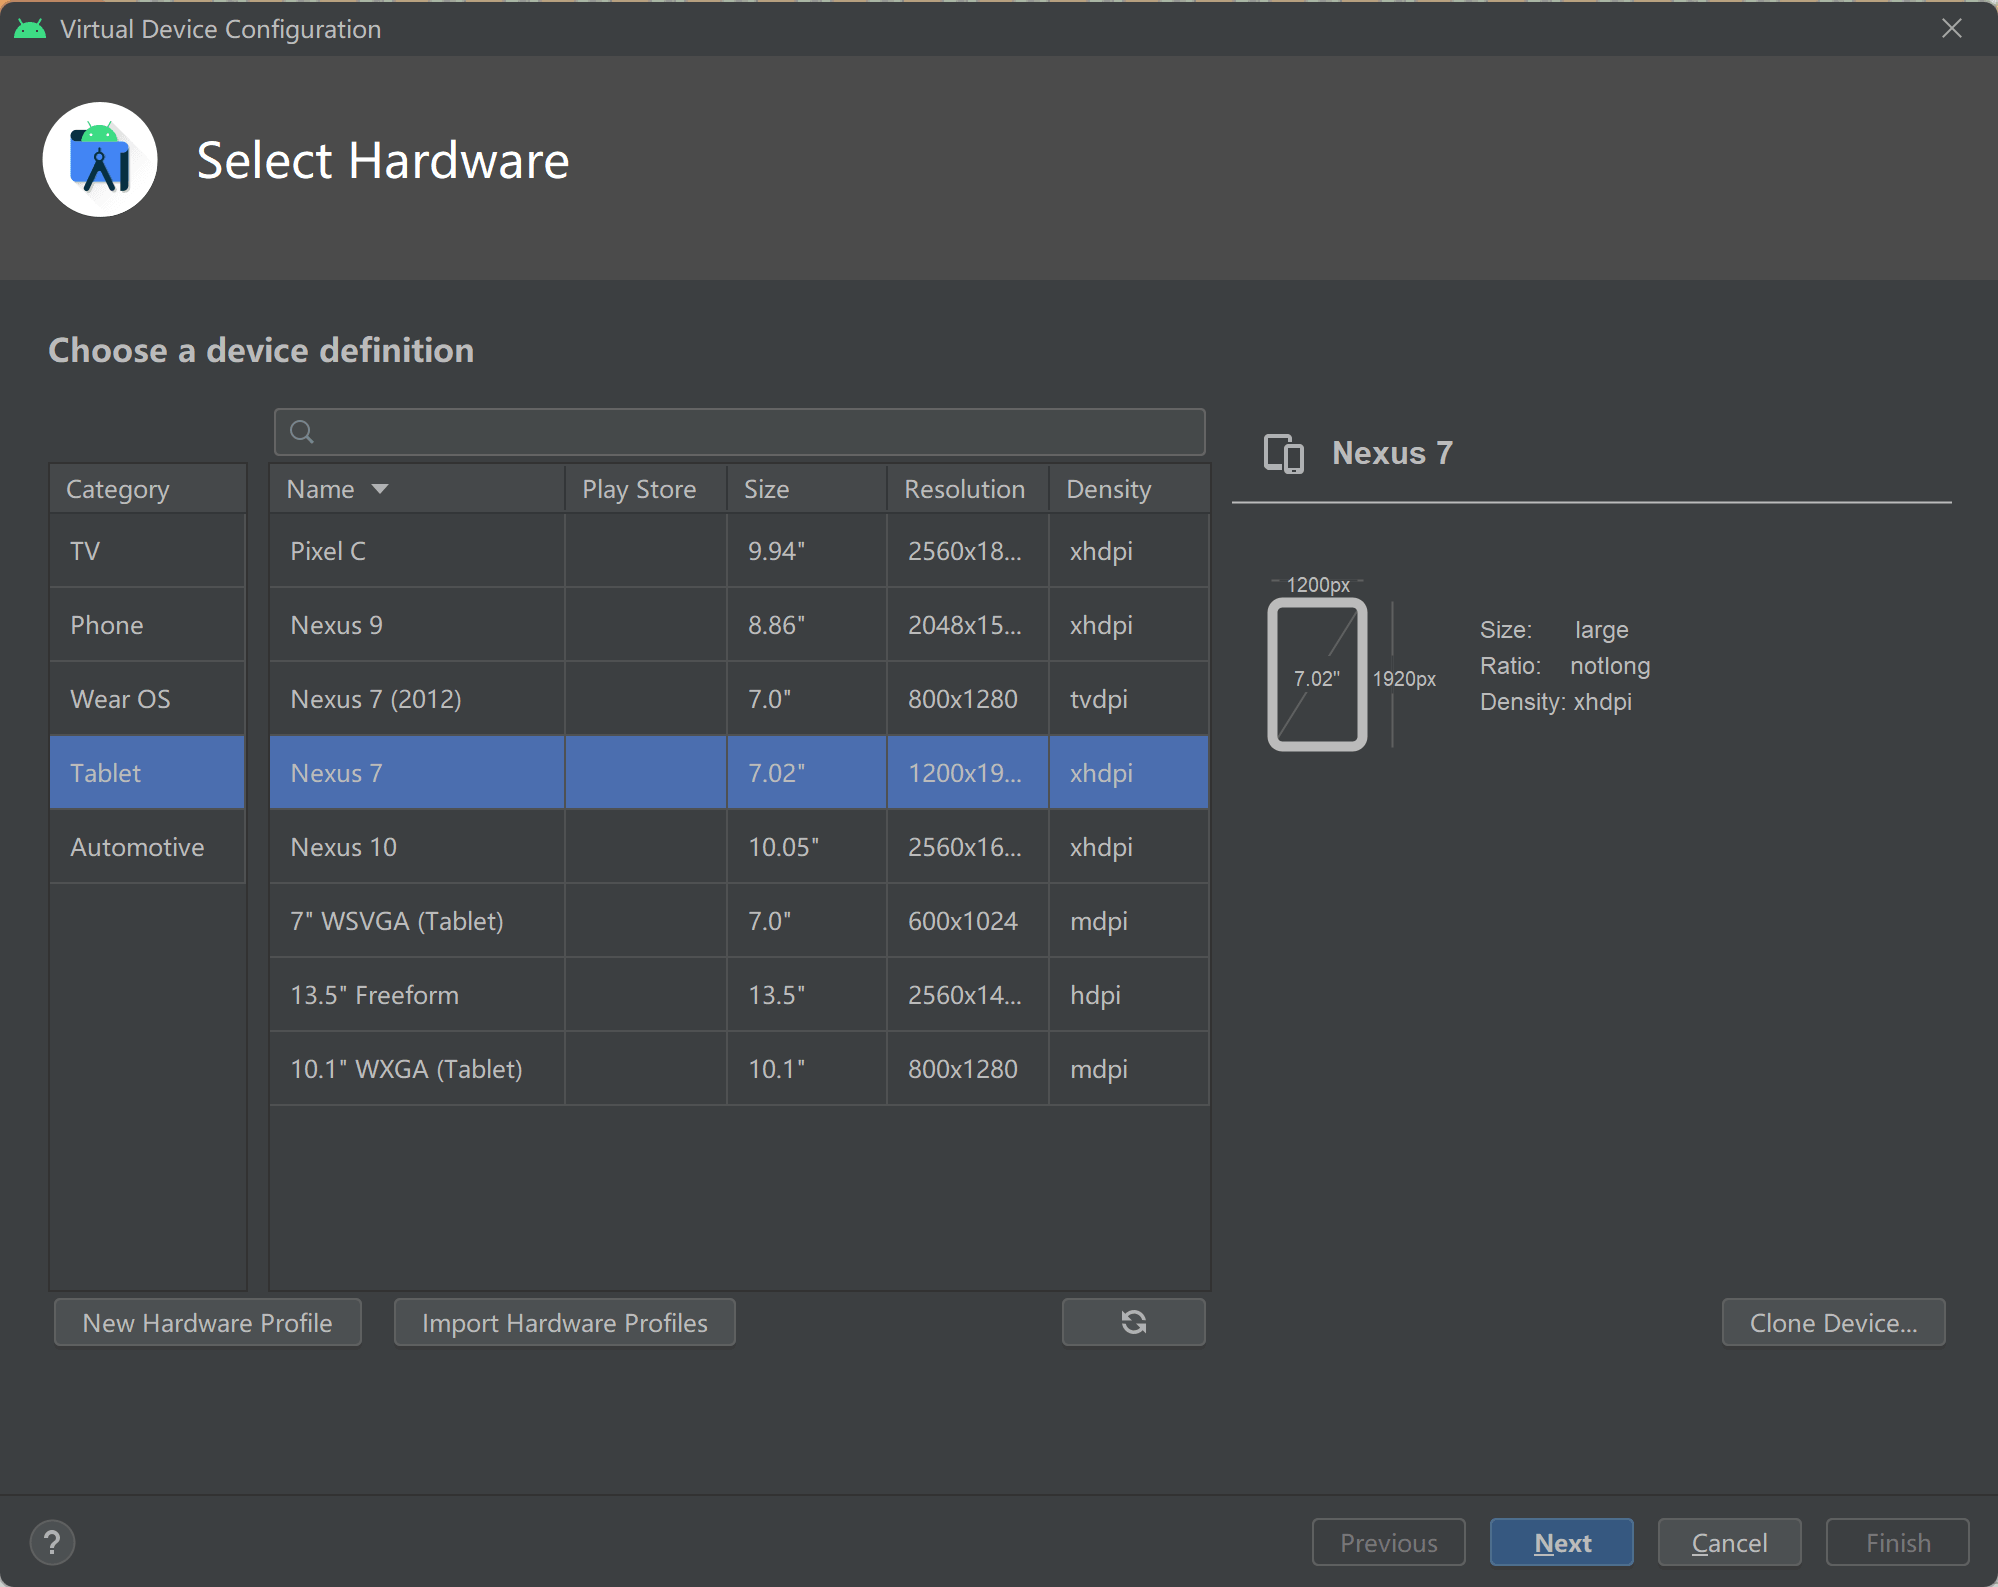 Virtual Device Configuration
Select Hardware
Choose a device definition
Category
TV
Phone
Wear OS
Tablet
Automotive
Name Play Store Size Resolution Density
Pixel C 9.94" 2560x18... xhdpi
Nexus 9 8.86" 2048x15... xhdpi
Nexus 7 (2012) 7.0" 800x1280 tvdpi
Nexus 7 7.02" 1200x19... xhdpi
Nexus 10 10.05" 2560x16... xhdpi
7" WSVGA (Tablet) 7.0" 600x1024 mdpi
13.5" Freeform 13.5" 2560x14... hdpi
10.1" WXGA (Tablet) 10.1" 800x1280 mdpi
Nexus 7
1200px
7.02"
1920px
Size: large
Ratio: notlong
Density: xhdpi
New Hardware Profile
Import Hardware Profiles
Clone Device...
?
Previous
Next
Cancel
Finish